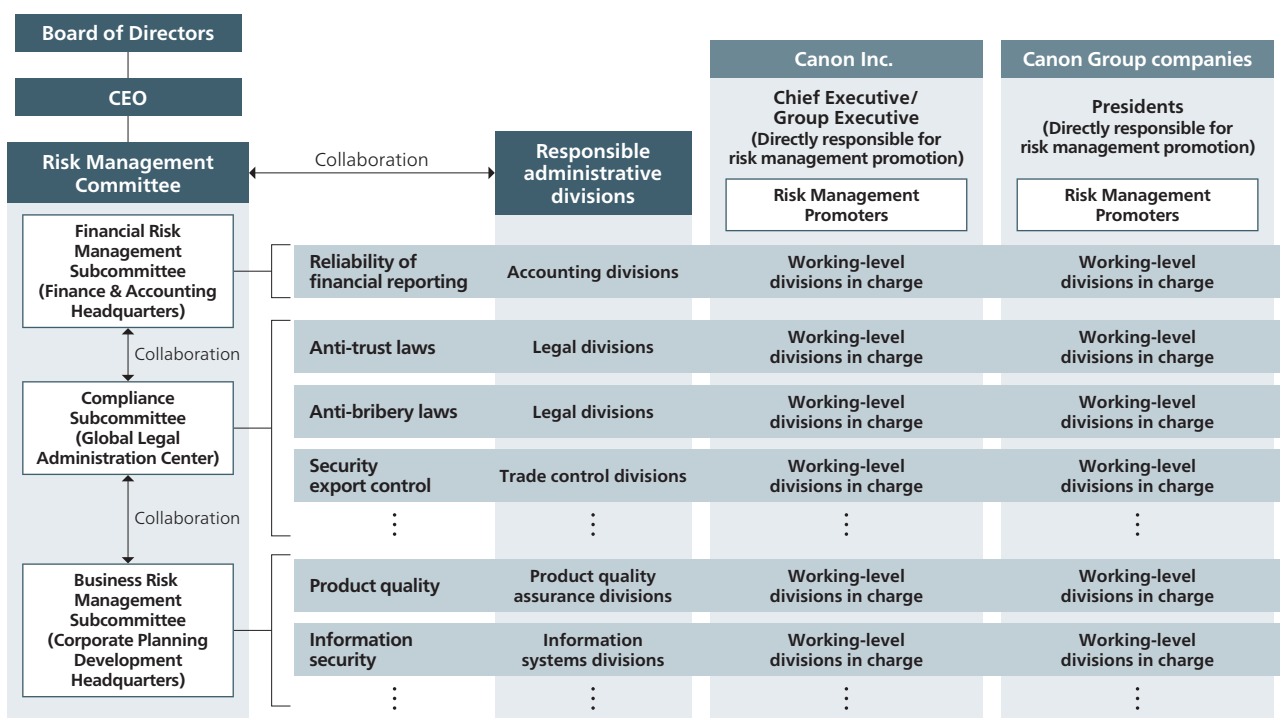 Board of Directors
CEO
Risk Management
Committee
Collaboration
Responsible
administrative
divisions
Canon Inc.
Chief Executive/
Group Executive
(Directly responsible for
risk management promotion)
Risk Management
Promoters
Canon Group companies
Presidents
(Directly responsible for
risk management promotion)
Risk Management
Promoters
Financial Risk
Management
Subcommittee
(Finance & Accounting
Headquarters)
Reliability of
financial reporting
Accounting divisions
Working-level
divisions in charge
Working-level
divisions in charge
Collaboration
Compliance
Subcommittee
(Global Legal
Administration Center)
Anti-trust laws
Legal divisions
Working-level
divisions in charge
Working-level
divisions in charge
Anti-bribery laws
Legal divisions
Working-level
divisions in charge
Working-level
divisions in charge
Security
export control
Trade control divisions
Working-level
divisions in charge
Working-level
divisions in charge
Collaboration
Business Risk
Management
Subcommittee
(Corporate Planning
Development
Headquarters)
Product quality
Product quality
assurance divisions
Working-level
divisions in charge
Working-level
divisions in charge
Information
security
Information
systems divisions
Working-level
divisions in charge
Working-level
divisions in charge